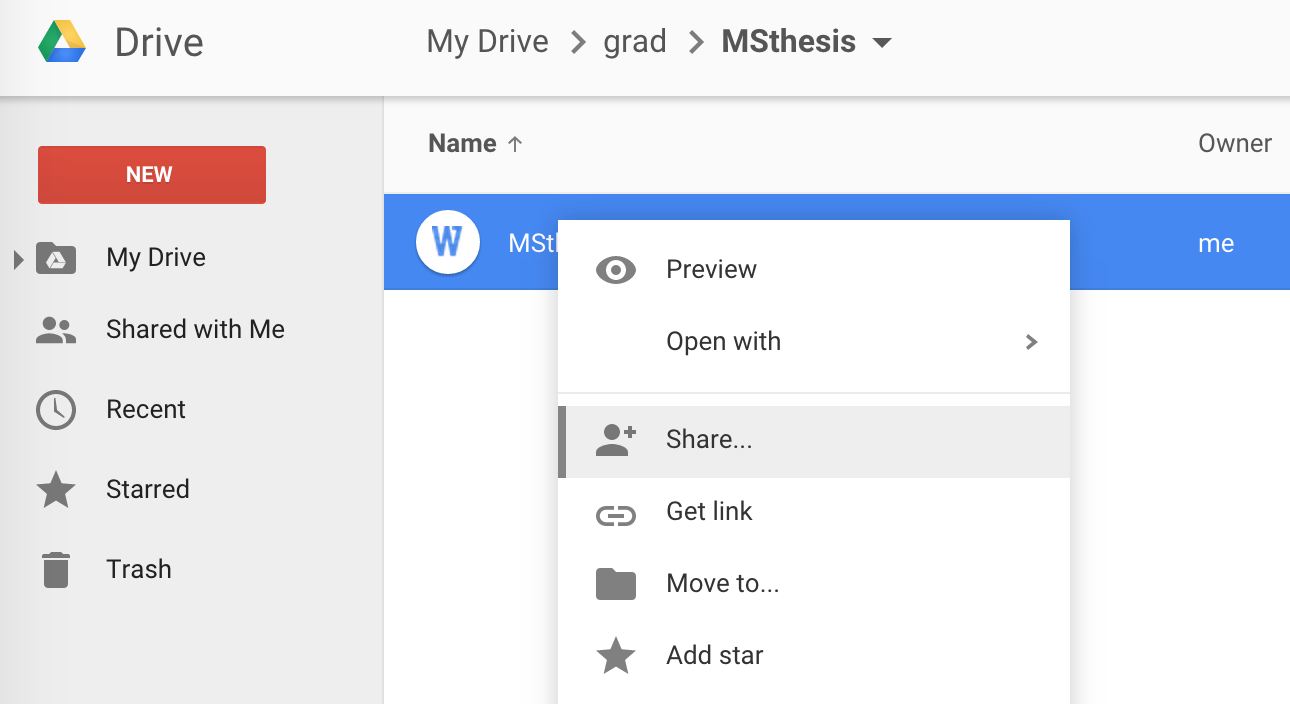 Drive
My Drive > grad > MSthesis
NEW
My Drive
Shared with Me
Recent
Starred
Trash
Name ↑ Owner
W me
Preview
Open with >
Share...
Get link
Move to...
Add star